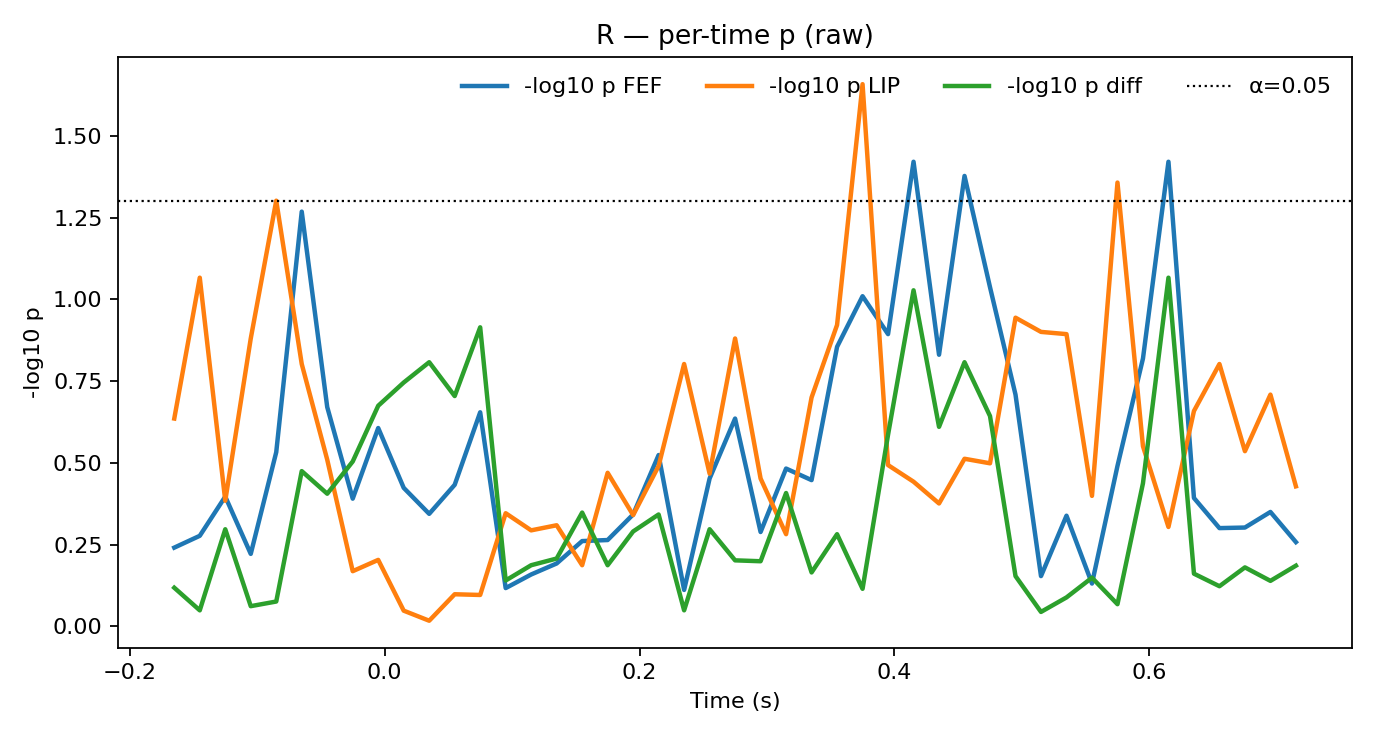 R — per-time p (raw)
-log10 p FEF
-log10 p LIP
-log10 p diff
α=0.05
-log10 p
1.50
1.25
1.00
0.75
0.50
0.25
0.00
−0.2
0.0
0.2
0.4
0.6
Time (s)